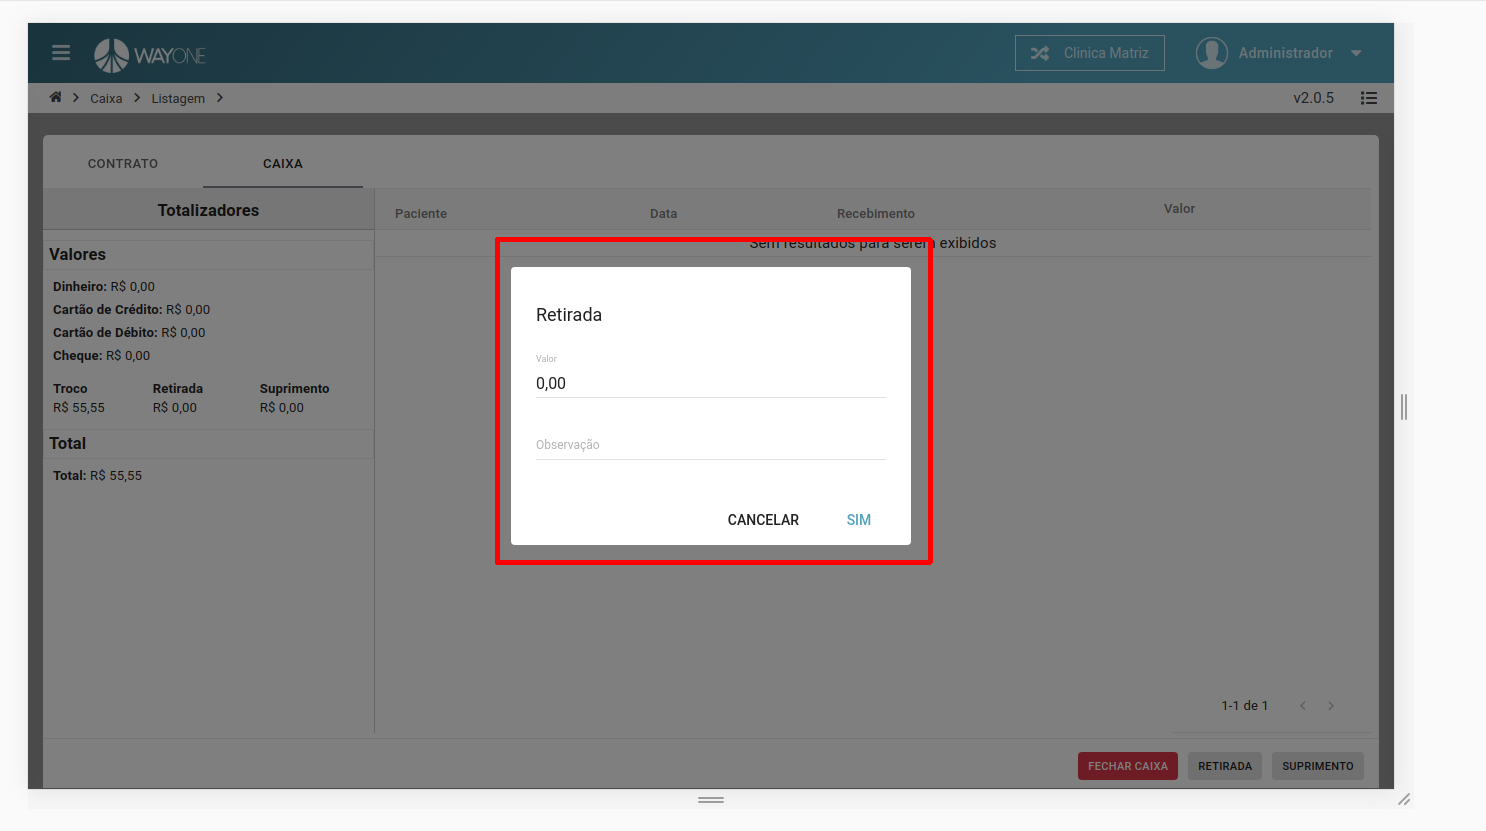 WAYONE
Clinica Matriz
Administrador
Caixa
Listagem
v2.0.5
CONTRATO
CAIXA
Totalizadores
Paciente
Data
Recebimento
Valor
Sem resultados para serem exibidos
Valores
Dinheiro: R$ 0,00
Cartão de Crédito: R$ 0,00
Cartão de Débito: R$ 0,00
Cheque: R$ 0,00
Troco
Retirada
Suprimento
R$ 55,55
R$ 0,00
R$ 0,00
Total
Total: R$ 55,55
Retirada
Valor
0,00
Observação
CANCELAR
SIM
1-1 de 1
FECHAR CAIXA
RETIRADA
SUPRIMENTO